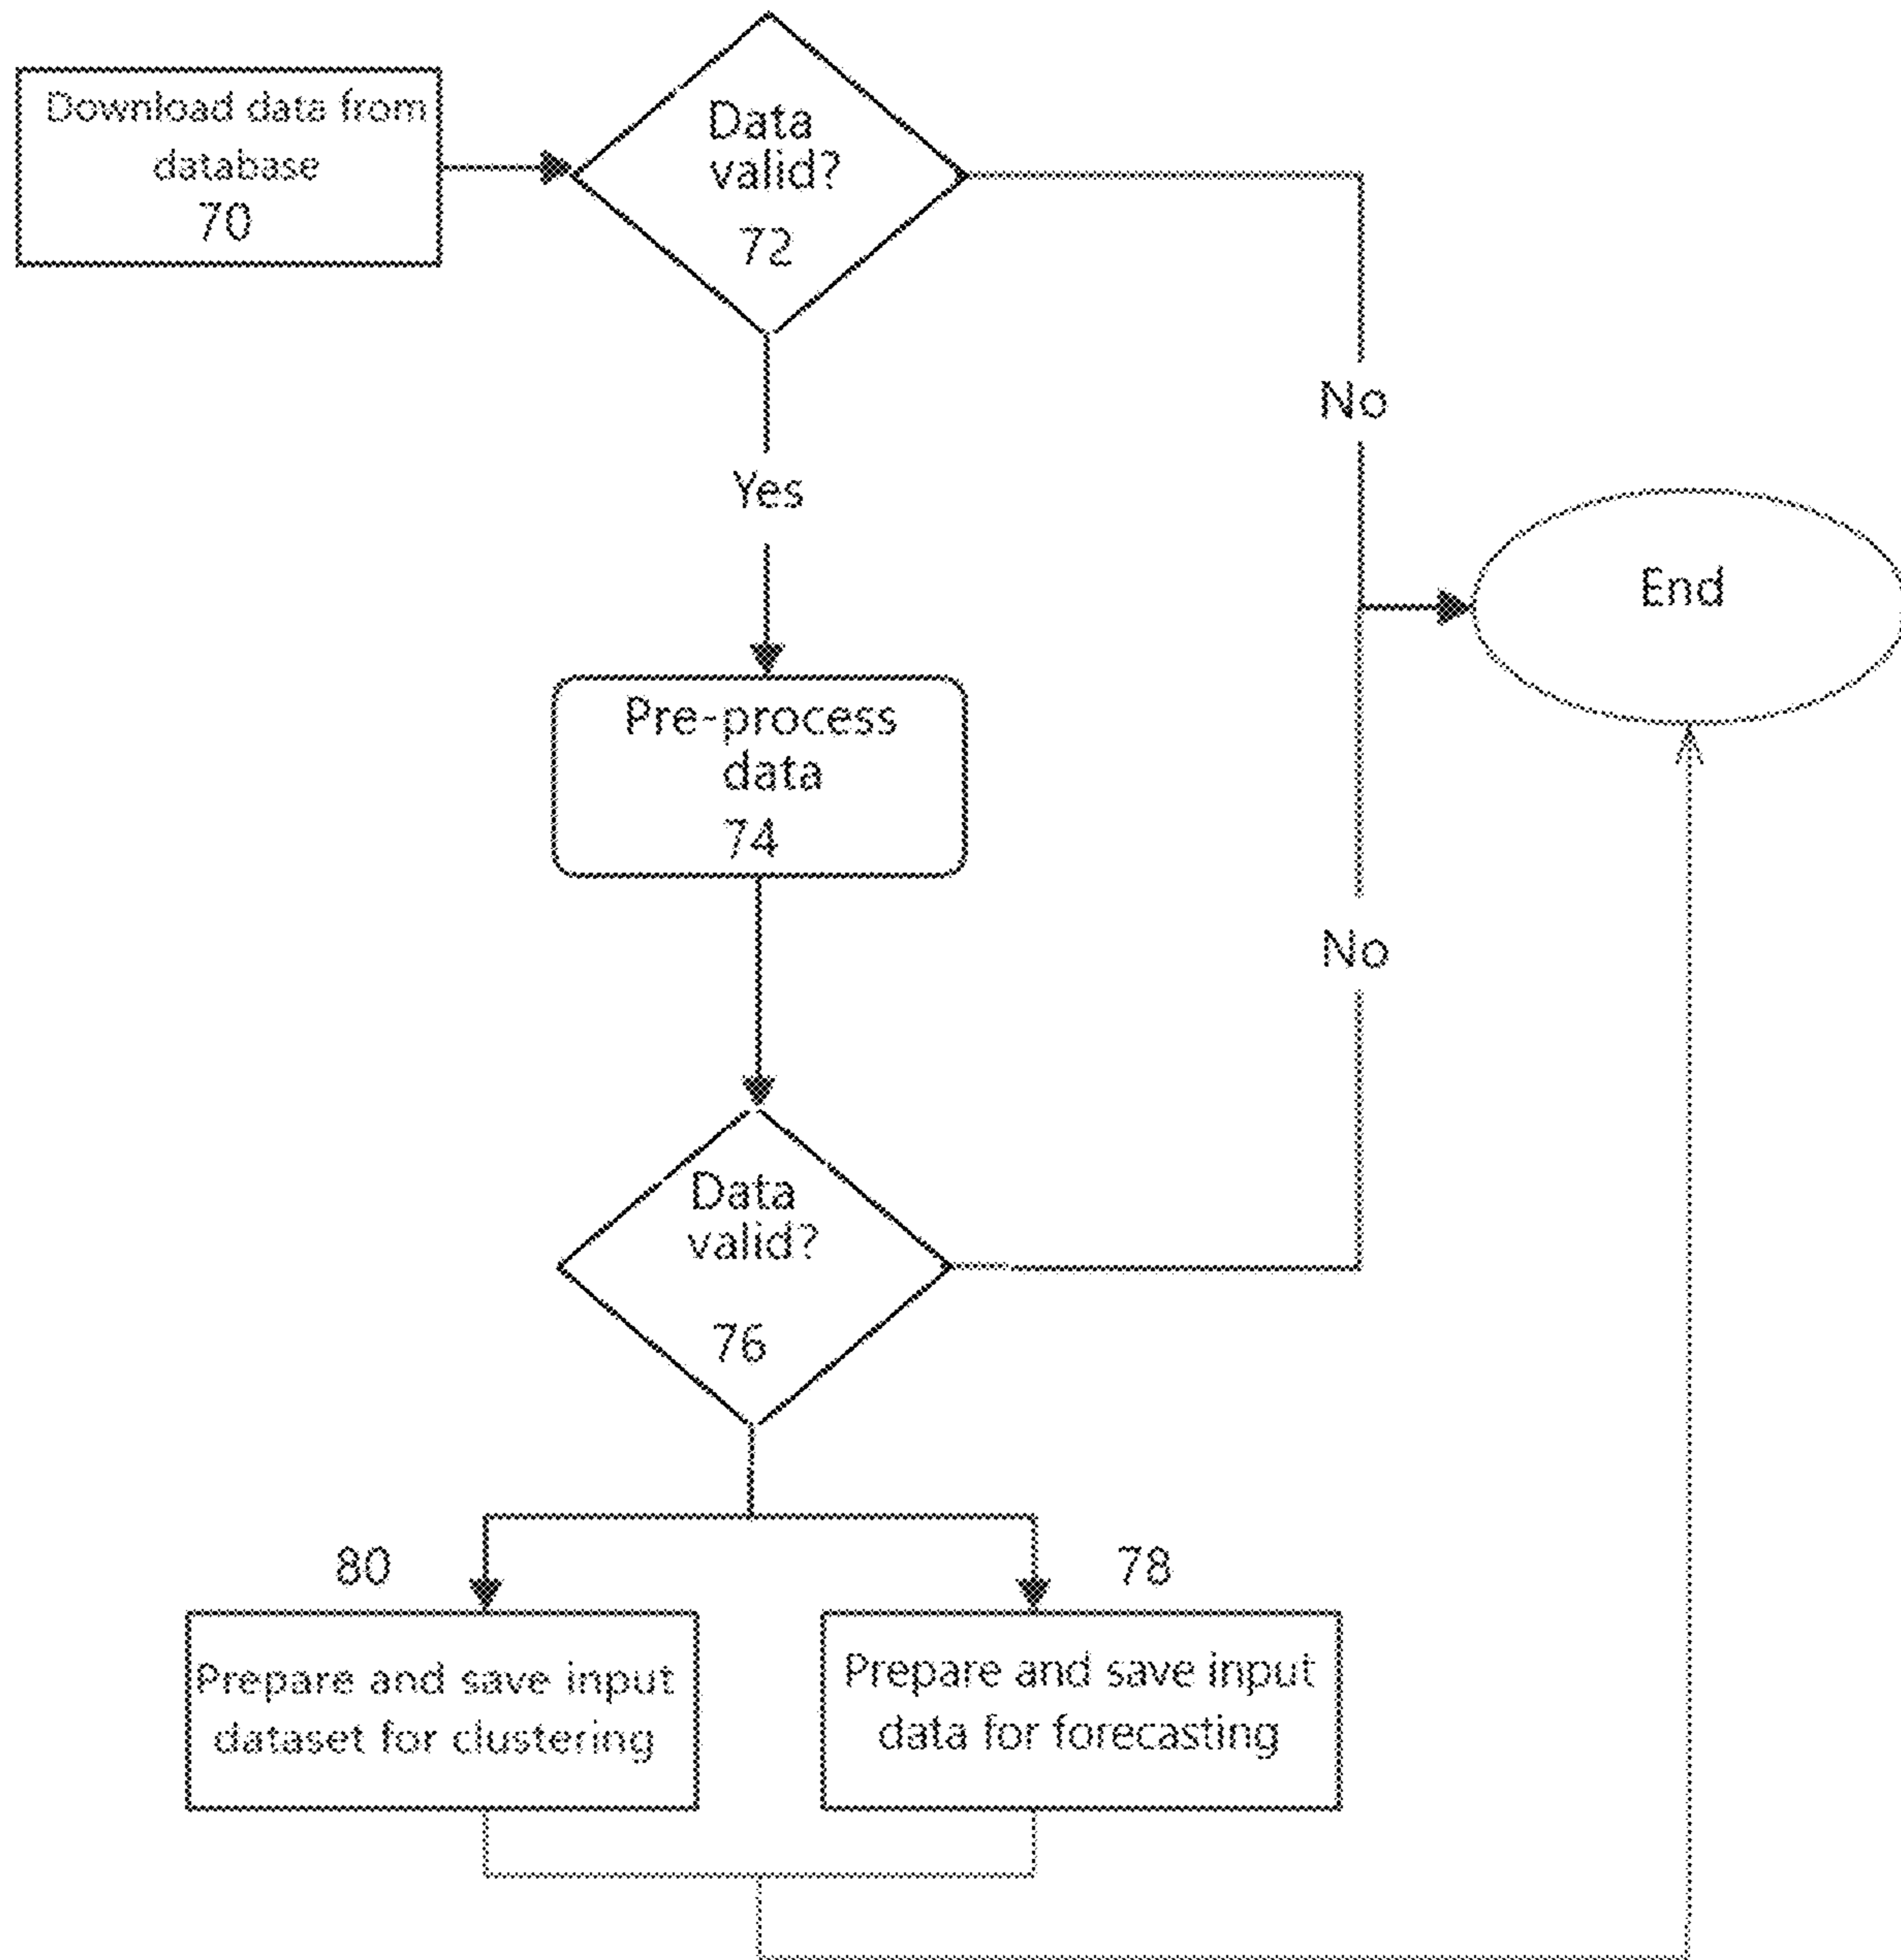 Download data from
database
70
Data
valid?
72
No
Yes
End
Pre-process
data
74
No
Data
valid?
76
80
78
Prepare and save input
dataset for clustering
Prepare and save input
data for forecasting